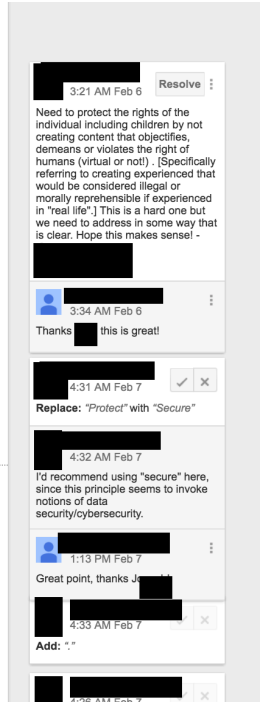 3:21 AM Feb 6
Resolve
Need to protect the rights of the
individual including children by not
creating content that objectifies,
demeans or violates the right of
humans (virtual or not!) . [Specifically
referring to creating experienced that
would be considered illegal or
morally reprehensible if experienced
in "real life".] This is a hard one but
we need to address in some way that
is clear. Hope this makes sense! -
3:34 AM Feb 6
Thanks this is great!
4:31 AM Feb 7
Replace: "Protect" with "Secure"
4:32 AM Feb 7
I'd recommend using "secure" here,
since this principle seems to invoke
notions of data
security/cybersecurity.
1:13 PM Feb 7
Great point, thanks
4:33 AM Feb 7
Add: "."
4:36 AM Feb 7